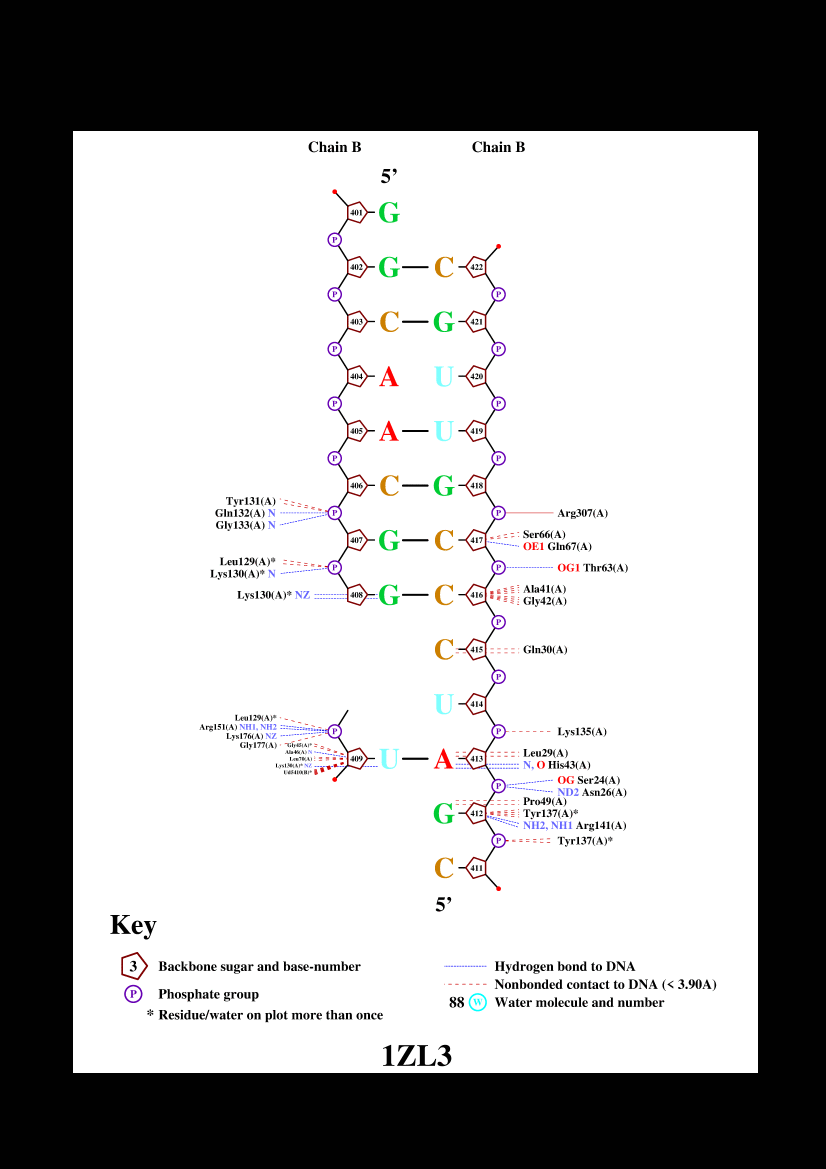 Chain B Chain B
5’
401 G
P
402 G C 422
P P
403 C G 421
P P
404 A U 420
P P
405 A U 419
P P
406 C G 418
Tyr131(A)
Gln132(A) N P P Arg307(A)
Gly133(A) N
Ser66(A)
407 G C 417
OE1 Gln67(A)
Leu129(A)*
P P OG1 Thr63(A)
Lys130(A)* N
Ala41(A)
Lys130(A)* NZ 408 G C 416
Gly42(A)
P
C 415 Gln30(A)
P
U 414
Leu129(A)*
Arg151(A) NH1, NH2 P P Lys135(A)
Lys176(A) NZ
Gly177(A) Gly45(A)*
Ala46(A) N Leu29(A)
Leu70(A) 409 U A 413
Lys130(A)* NZ N, O His43(A)
Ud5410(B)*
OG Ser24(A)
P
ND2 Asn26(A)
Pro49(A)
G 412 Tyr137(A)*
NH2, NH1 Arg141(A)
P Tyr137(A)*
C 411
5’
Key
3 Backbone sugar and base-number Hydrogen bond to DNA
Nonbonded contact to DNA (< 3.90A)
P Phosphate group
88 W Water molecule and number
* Residue/water on plot more than once
1ZL3